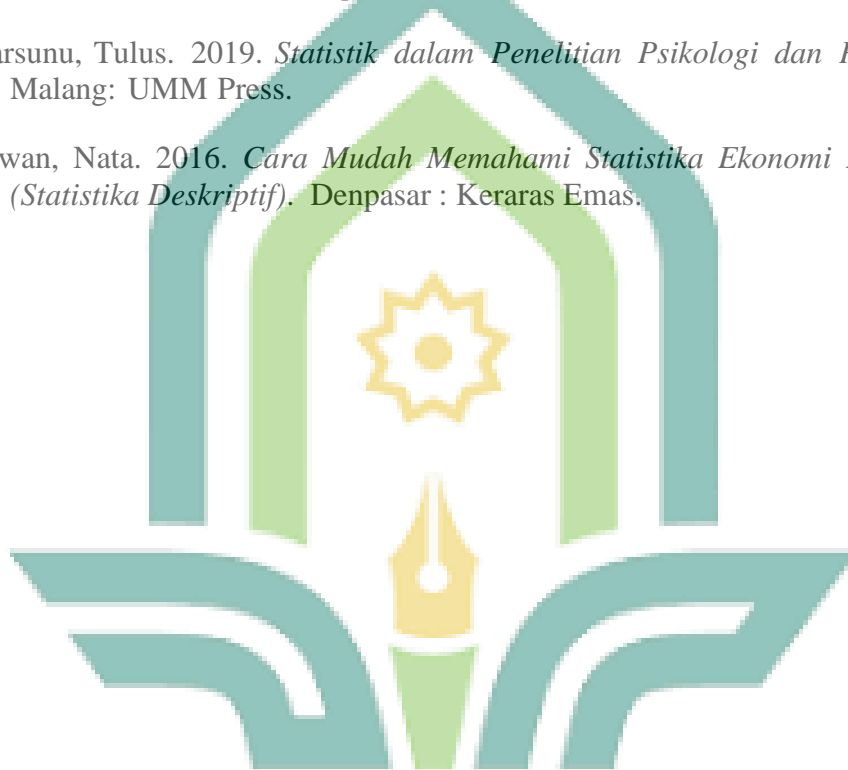 arsunu, Tulus. 2019. Statistik dalam Penelitian Psikologi dan
Malang: UMM Press.
wan, Nata. 2016. Cara Mudah Memahami Statistika Ekonomi
(Statistika Deskriptif). Denpasar : Keraras Emas.